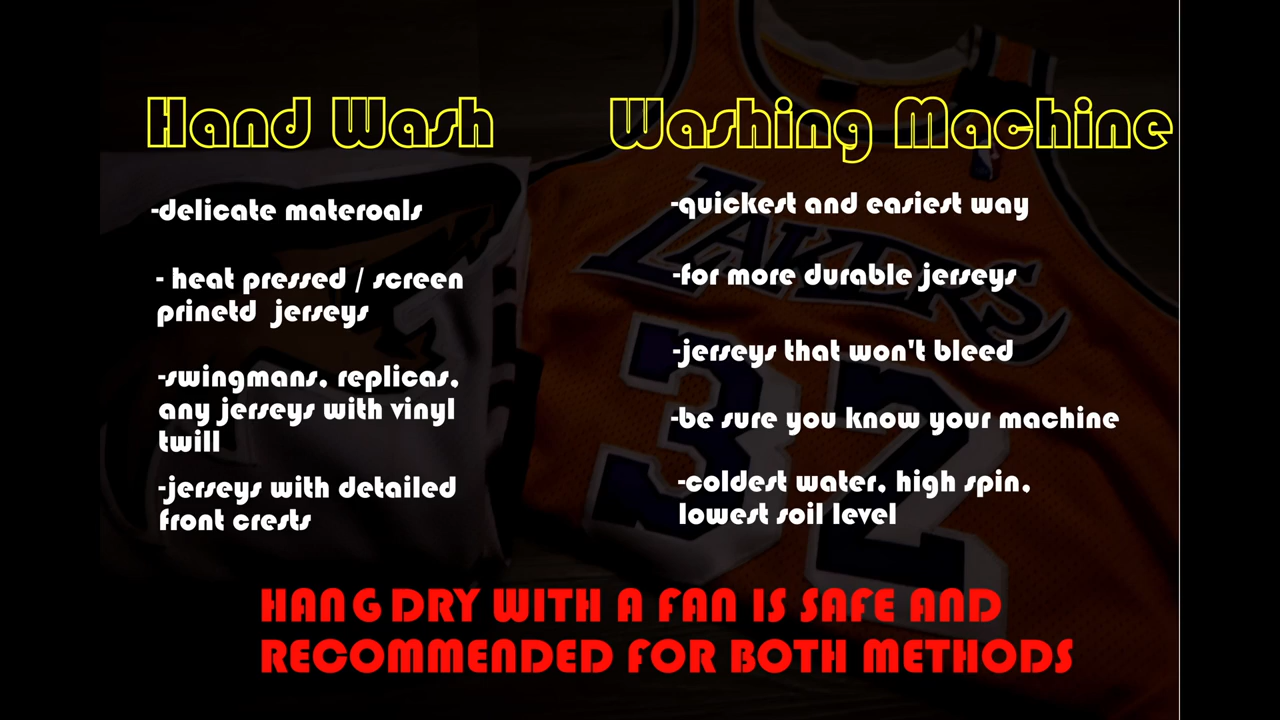 Hand Wash
-delicate materoals
- heat pressed / screen
prinetd jerseys
-swingmans, replicas,
any jerseys with vinyl
twill
-jerseys with detailed
front crests
Washing Machine
-quickest and easiest way
-for more durable jerseys
-jerseys that won't bleed
-be sure you know your machine
-coldest water, high spin,
lowest soil level
LAKERS
32
HANG DRY WITH A FAN IS SAFE AND
RECOMMENDED FOR BOTH METHODS